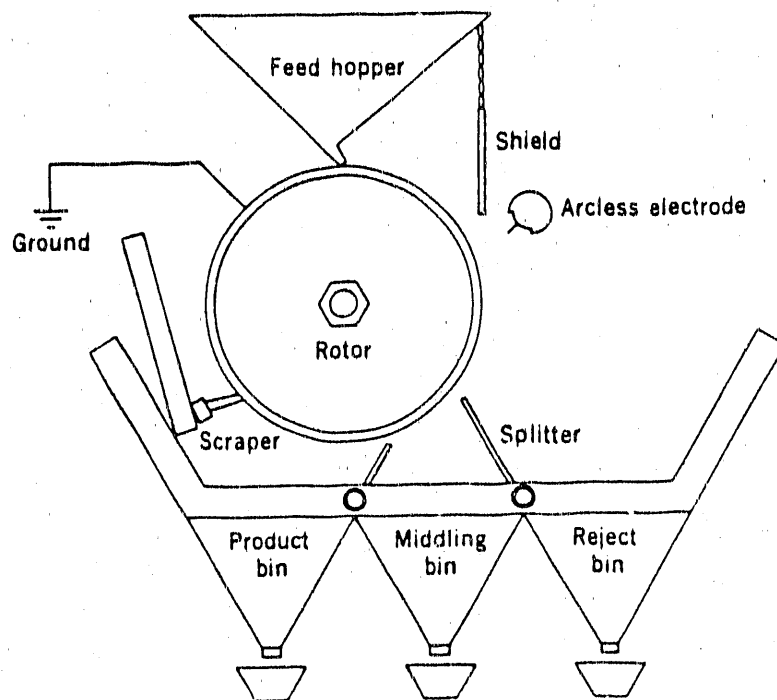 Feed hopper
Shield
Arcless electrode
Ground
Rotor
Scraper
Splitter
Product
bin
Middling
bin
Reject
bin